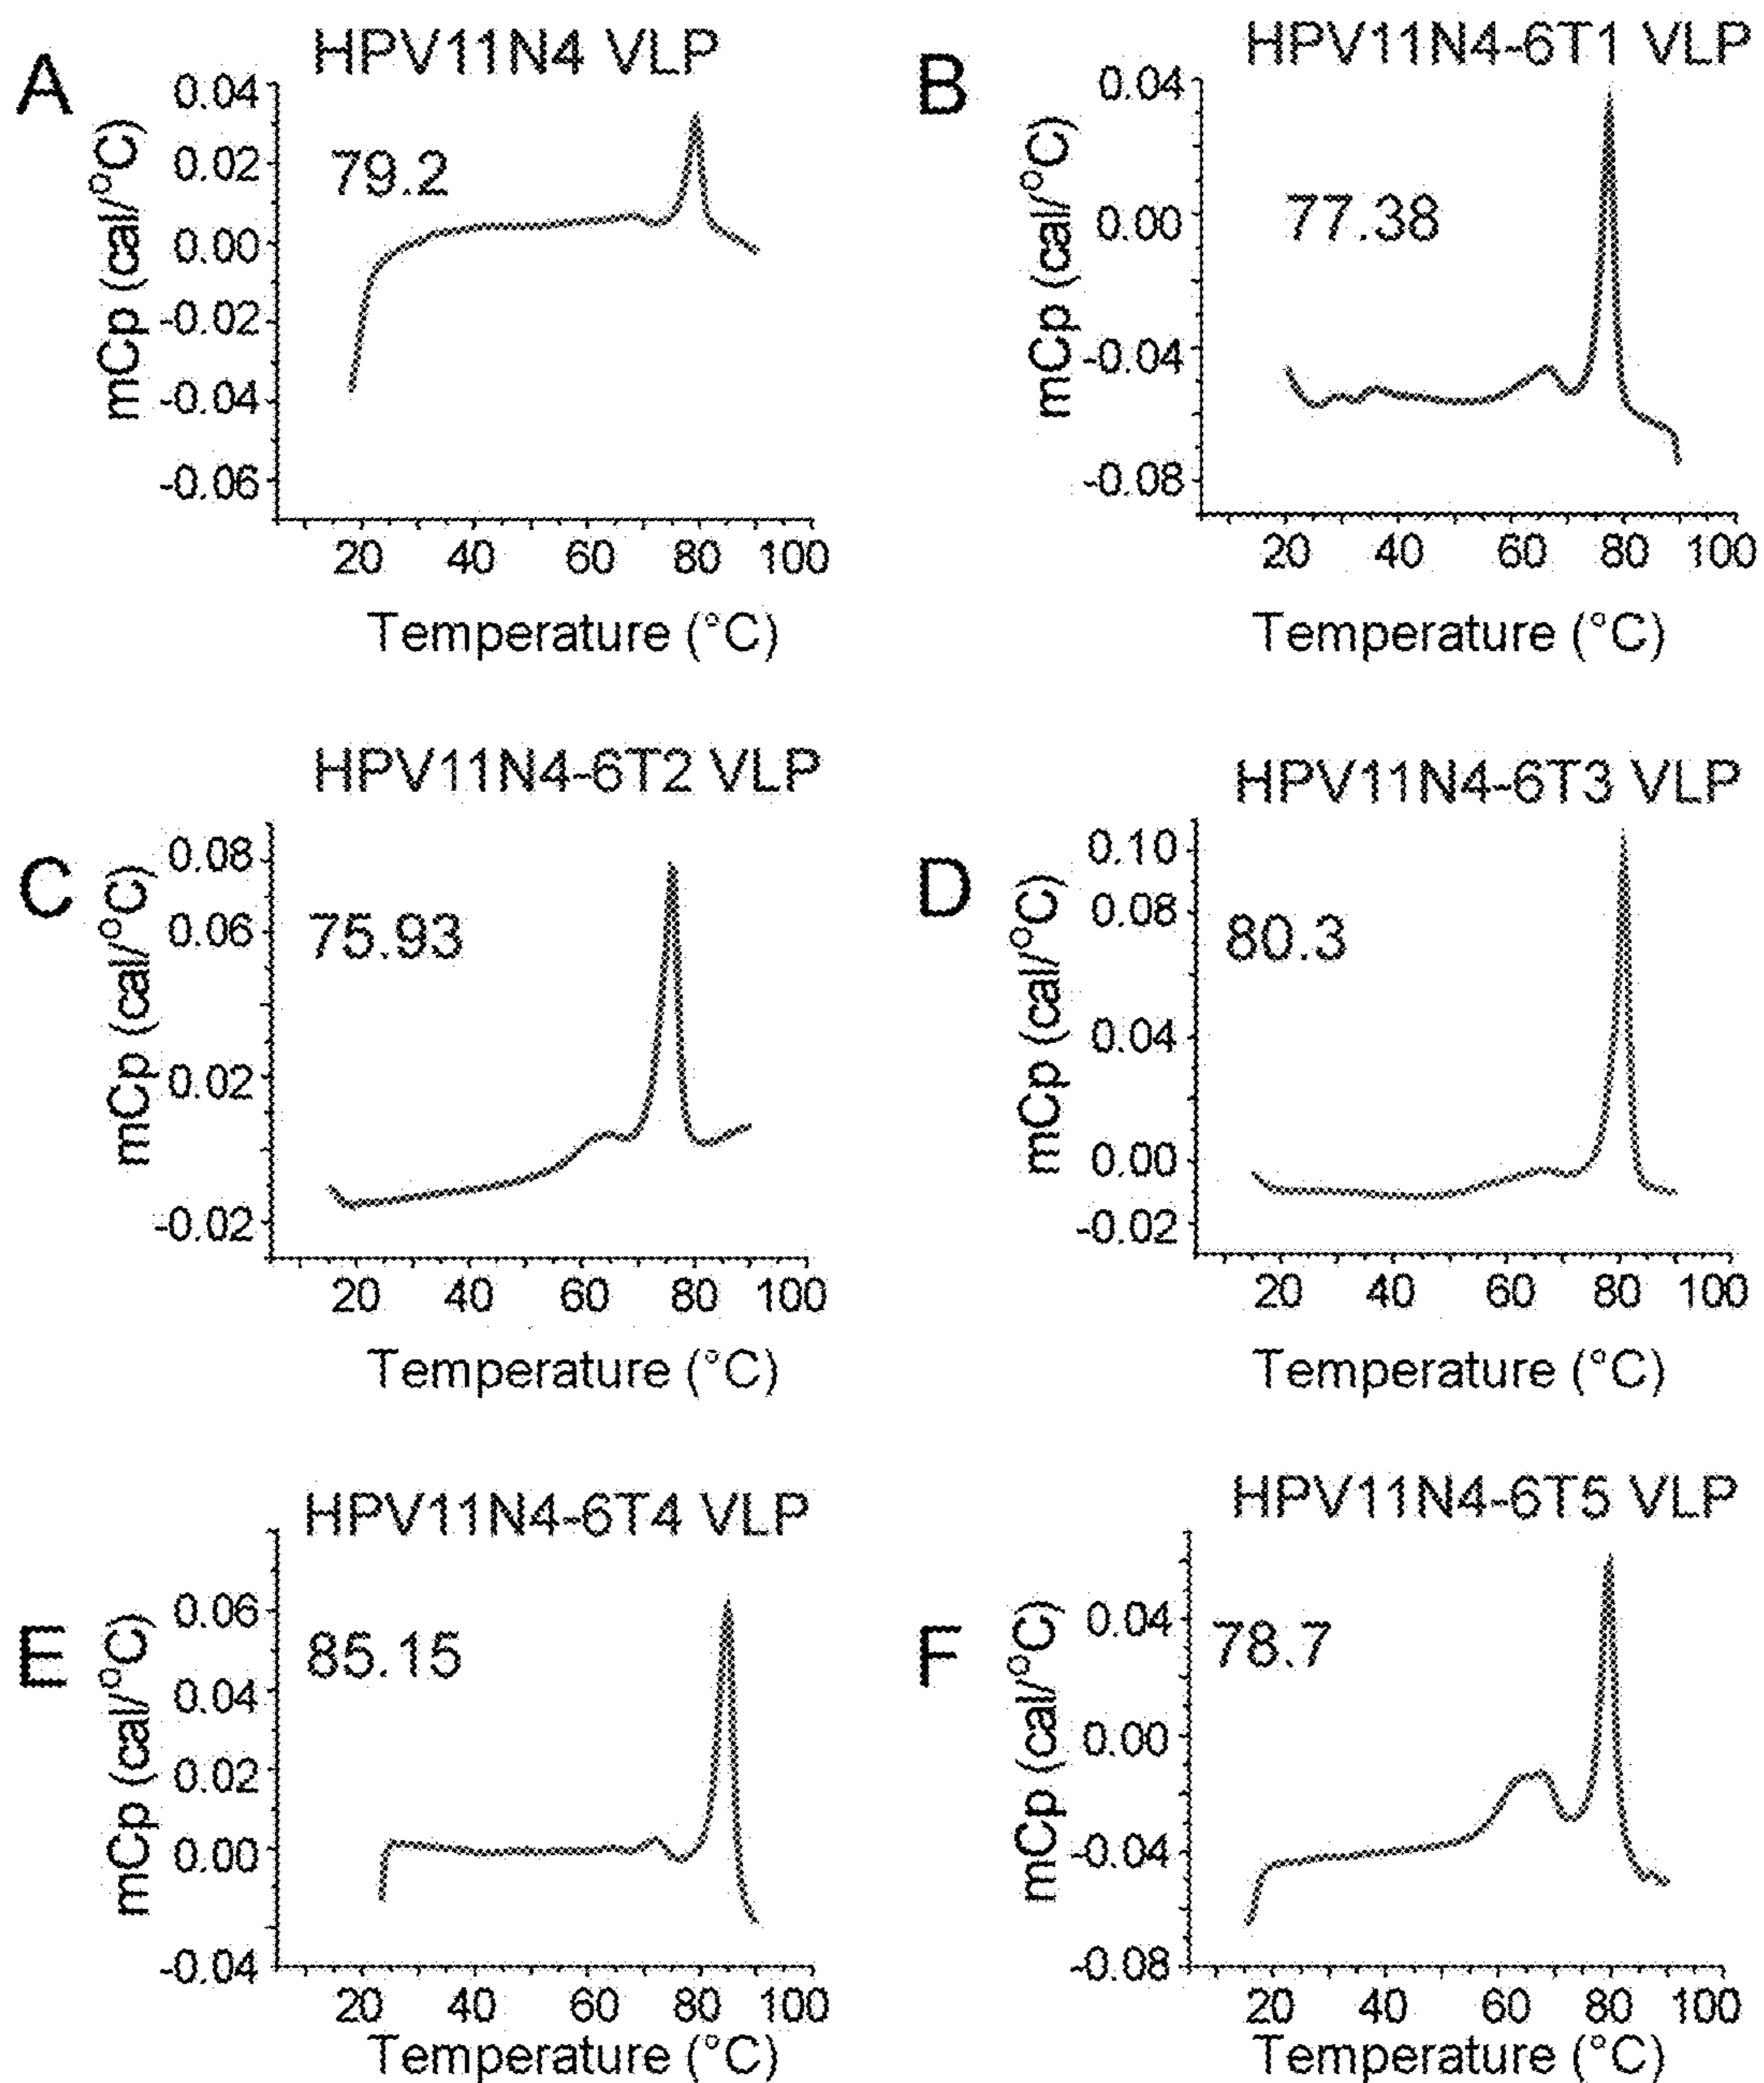 A
HPV11N4 VLP
79.2
mCp (cal/°C)
0.04
0.02
0.00
-0.02
-0.04
-0.06
20 40 60 80 100
Temperature (°C)
B
HPV11N4-6T1 VLP
77.38
mCp (cal/°C)
0.04
0.00
-0.04
-0.08
20 40 60 80 100
Temperature (°C)
C
HPV11N4-6T2 VLP
75.93
mCp (cal/°C)
0.08
0.06
0.02
-0.02
20 40 60 80 100
Temperature (°C)
D
HPV11N4-6T3 VLP
80.3
mCp (cal/°C)
0.10
0.08
0.04
0.00
-0.02
20 40 60 80 100
Temperature (°C)
E
HPV11N4-6T4 VLP
85.15
mCp (cal/°C)
0.06
0.04
0.02
0.00
-0.04
20 40 60 80 100
Temperature (°C)
F
HPV11N4-6T5 VLP
78.7
mCp (cal/°C)
0.04
0.00
-0.04
-0.08
20 40 60 80 100
Temperature (°C)